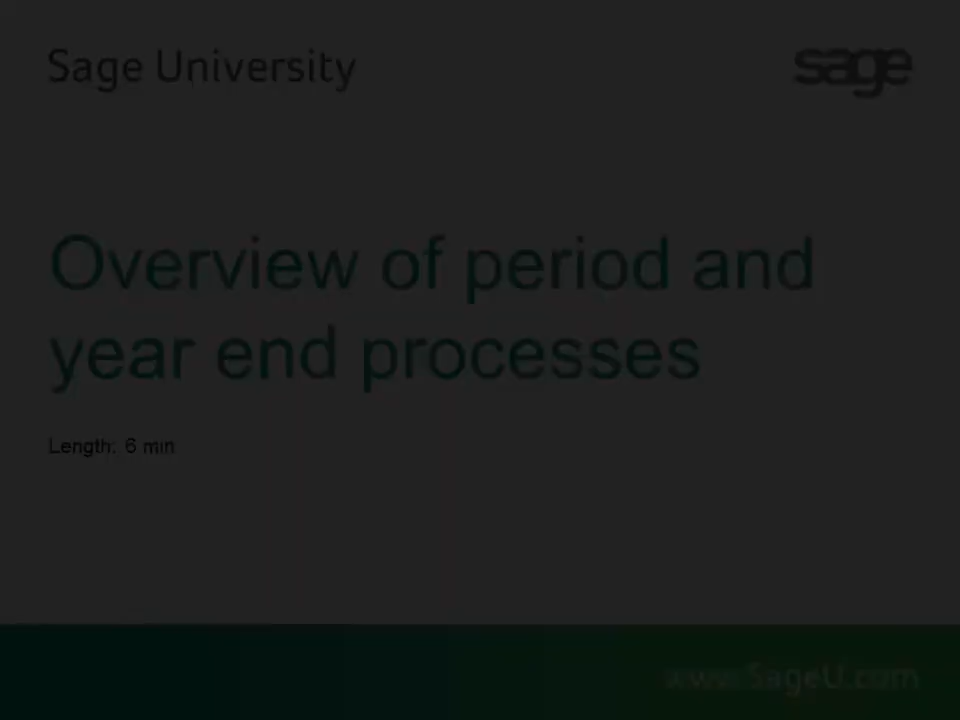 Sage University
sage
Overview of period and
year end processes
Length: 6 min
www.SageU.com